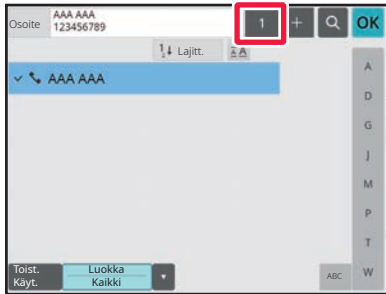 Osoite
AAA AAA
123456789
1
+
OK
Lajitt.
AAA AAA
A
D
G
J
M
P
T
W
Toist.
Käyt.
Luokka
Kaikki
ABC